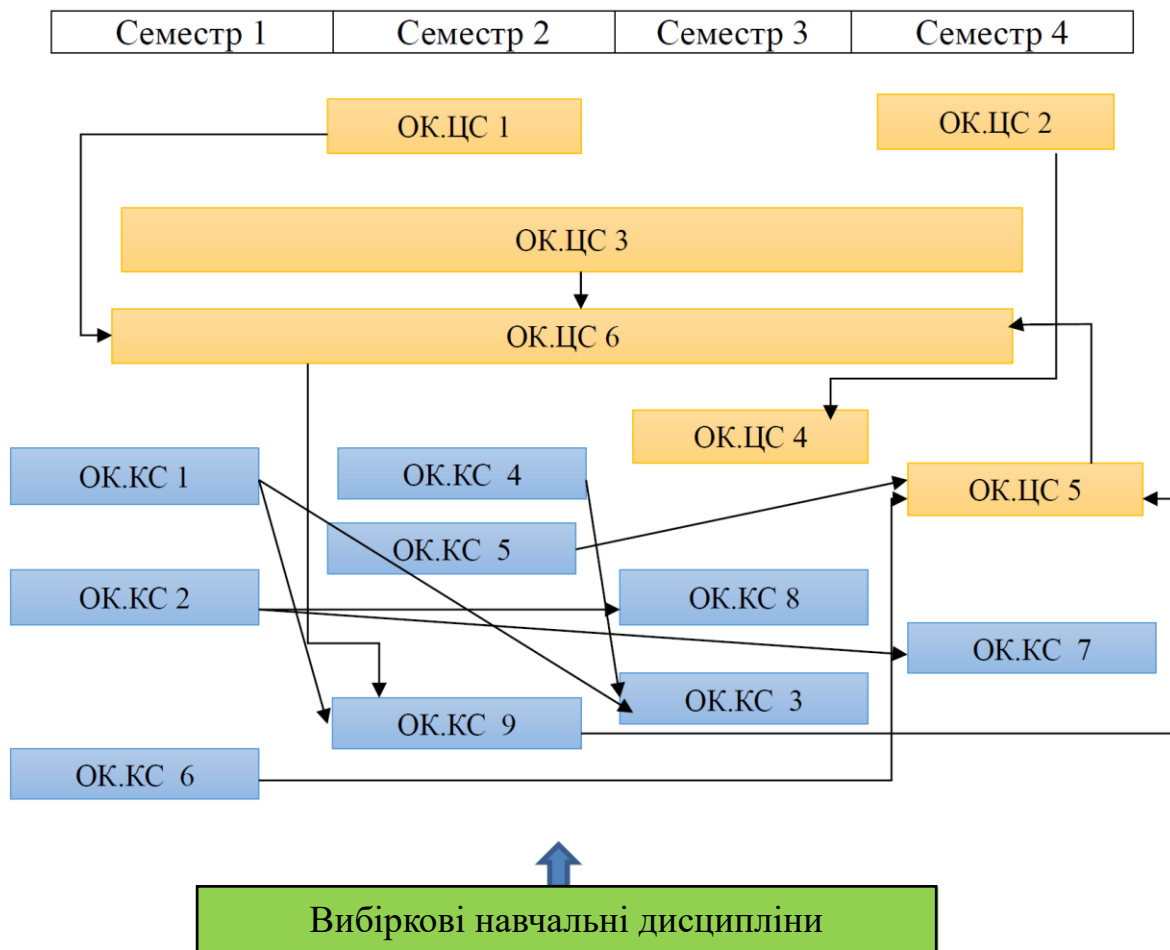 Семестр 1 Семестр 2 Семестр 3 Семестр 4
ОК.ЦС 1
ОК.ЦС 2
ОК.ЦС 3
ОК.ЦС 6
ОК.ЦС 4
ОК.КС 1
ОК.КС 4
ОК.ЦС 5
ОК.КС 5
ОК.КС 2
ОК.КС 8
ОК.КС 7
ОК.КС 3
ОК.КС 9
ОК.КС 6
Вибіркові навчальні дисципліни